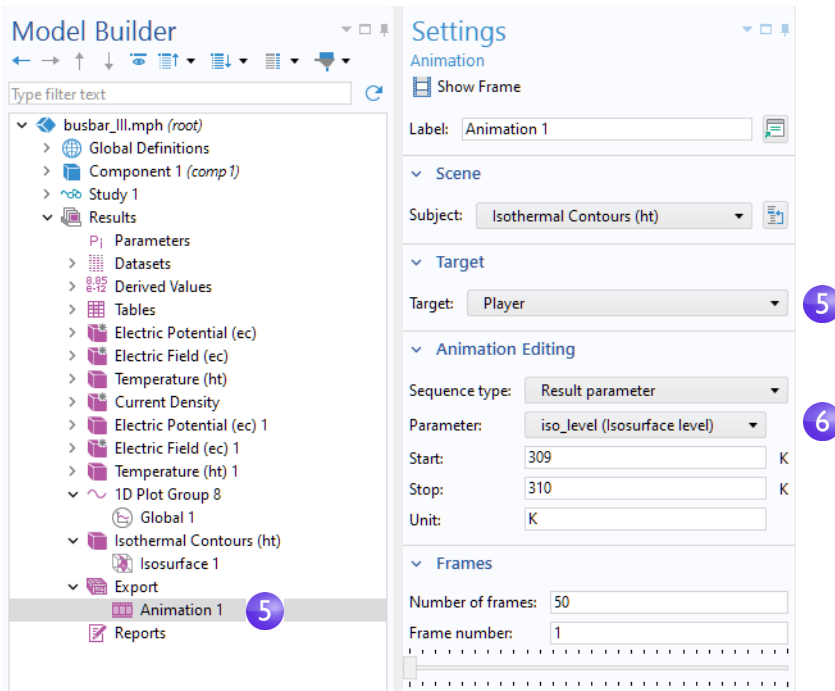 Model Builder
Type filter text
busbar_III.mph (root)
Global Definitions
Component 1 (comp1)
Study 1
Results
Pi Parameters
Datasets
8.85
e-12 Derived Values
Tables
Electric Potential (ec)
Electric Field (ec)
Temperature (ht)
Current Density
Electric Potential (ec) 1
Electric Field (ec) 1
Temperature (ht) 1
1D Plot Group 8
Global 1
Isothermal Contours (ht)
Isosurface 1
Export
Animation 1 5
Reports
Settings
Animation
Show Frame
Label: Animation 1
Scene
Subject: Isothermal Contours (ht)
Target
Target: Player 5
Animation Editing
Sequence type: Result parameter
Parameter: iso_level (Isosurface level) 6
Start: 309 K
Stop: 310 K
Unit: K
Frames
Number of frames: 50
Frame number: 1